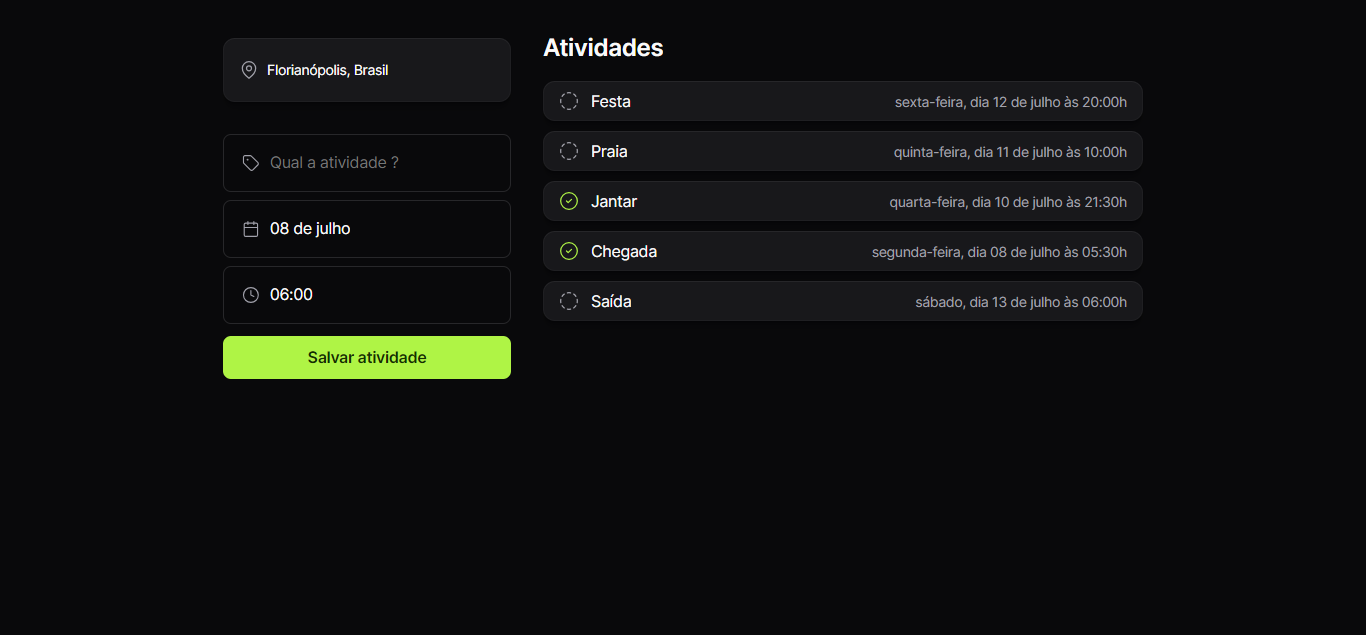 Florianópolis, Brasil
Qual a atividade ?
08 de julho
06:00
Salvar atividade
Atividades
Festa sexta-feira, dia 12 de julho às 20:00h
Praia quinta-feira, dia 11 de julho às 10:00h
Jantar quarta-feira, dia 10 de julho às 21:30h
Chegada segunda-feira, dia 08 de julho às 05:30h
Saída sábado, dia 13 de julho às 06:00h